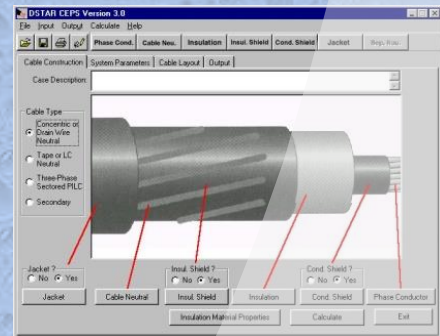 DSTAR CEPS Version 3.0
File Input Output Calculate Help
Phase Cond. Cable Neu. Insulation Insul. Shield Cond. Shield Jacket
Cable Construction System Parameters Cable Layout Output
Case Description:
Cable Type
Concentric or
Drain Wire
Neutral
Tape or LC
Neutral
Three-Phase
Sectored PILC
Secondary
Jacket ? Insul. Shield ? Cond. Shield ?
No Yes No Yes No Yes
Jacket Cable Neutral Insul. Shield Insulation Cond. Shield Phase Conductor
Insulation Material Properties Calculate Exit